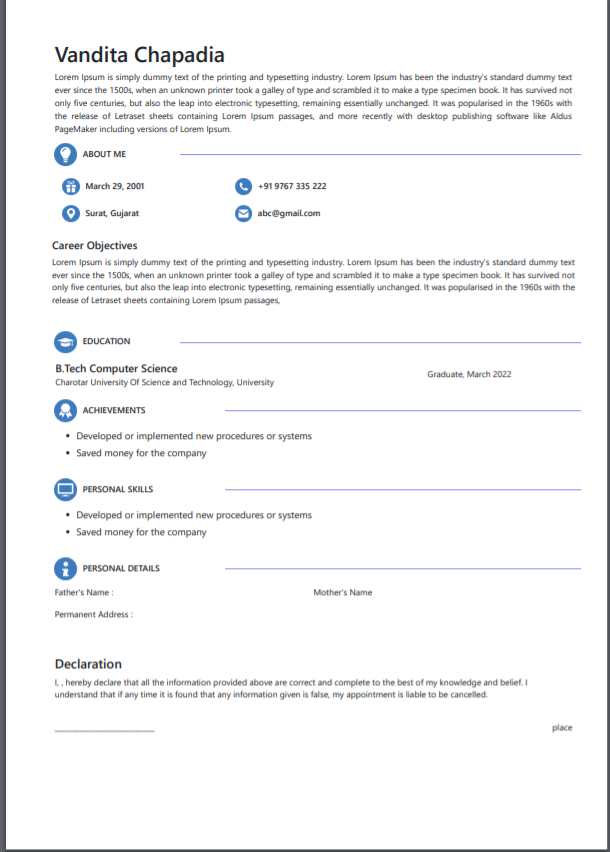 Vandita Chapadia
Lorem Ipsum is simply dummy text of the printing and typesetting industry. Lorem Ipsum has been the industry's standard dummy text
ever since the 1500s, when an unknown printer took a galley of type and scrambled it to make a type specimen book. It has survived not
only five centuries, but also the leap into electronic typesetting, remaining essentially unchanged. It was popularised in the 1960s with
the release of Letraset sheets containing Lorem Ipsum passages, and more recently with desktop publishing software like Aldus
PageMaker including versions of Lorem Ipsum.
ABOUT ME
March 29, 2001 +91 9767 335 222
Surat, Gujarat abc@gmail.com
Career Objectives
Lorem Ipsum is simply dummy text of the printing and typesetting industry. Lorem Ipsum has been the industry's standard dummy text
ever since the 1500s, when an unknown printer took a galley of type and scrambled it to make a type specimen book. It has survived not
only five centuries, but also the leap into electronic typesetting, remaining essentially unchanged. It was popularised in the 1960s with the
release of Letraset sheets containing Lorem Ipsum passages,
EDUCATION
B.Tech Computer Science
Graduate, March 2022
Charotar University Of Science and Technology, University
ACHIEVEMENTS
• Developed or implemented new procedures or systems
• Saved money for the company
PERSONAL SKILLS
• Developed or implemented new procedures or systems
• Saved money for the company
PERSONAL DETAILS
Father's Name : Mother's Name
Permanent Address :
Declaration
I, , hereby declare that all the information provided above are correct and complete to the best of my knowledge and belief. I
understand that if any time it is found that any information given is false, my appointment is liable to be cancelled.
____________________ place